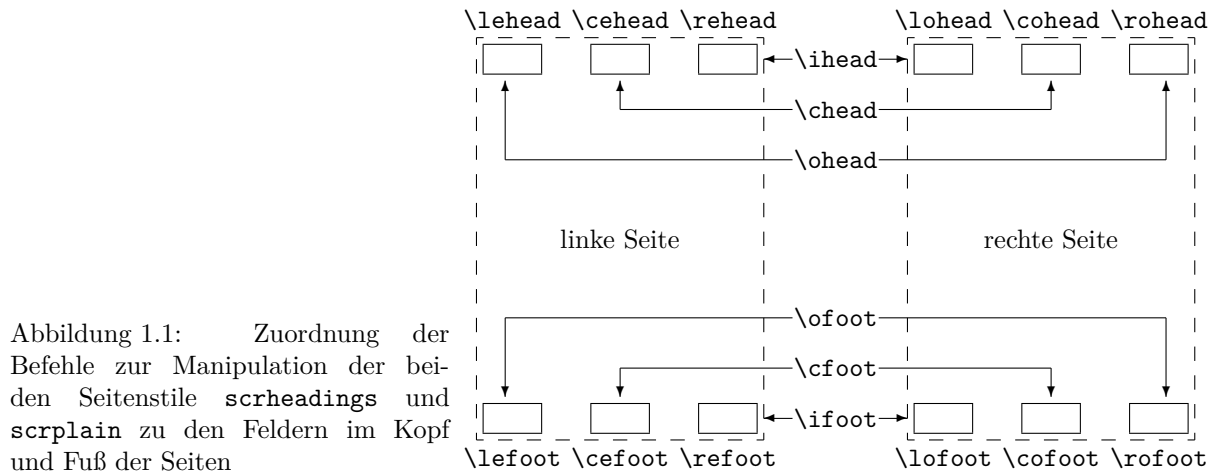 \lehead \cehead \rehead \lohead \cohead \rohead
\ihead
\chead
\ohead
linke Seite rechte Seite
\ofoot
\cfoot
\ifoot
\lefoot \cefoot \refoot \lofoot \cofoot \rofoot
Abbildung 1.1: Zuordnung der
Befehle zur Manipulation der bei-
den Seitenstile scrheadings und
scrplain zu den Feldern im Kopf
und Fuß der Seiten